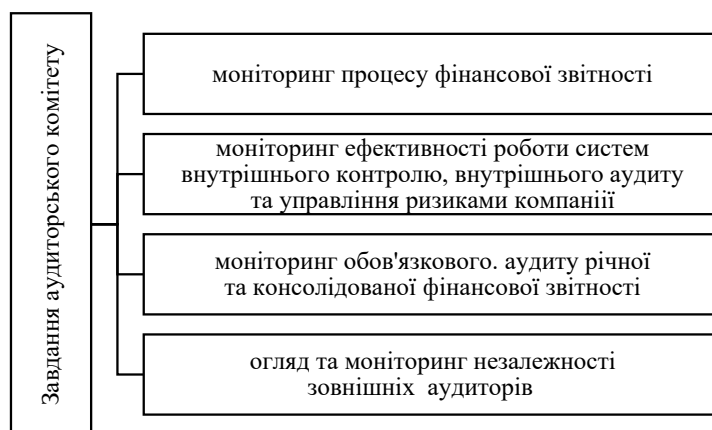 Завдання аудиторського комітету
моніторинг процесу фінансової звітності
моніторинг ефективності роботи систем
внутрішнього контролю, внутрішнього аудиту
та управління ризиками компаніії
моніторинг обов'язкового. аудиту річної
та консолідованої фінансової звітності
огляд та моніторинг незалежності
зовнішніх аудиторів